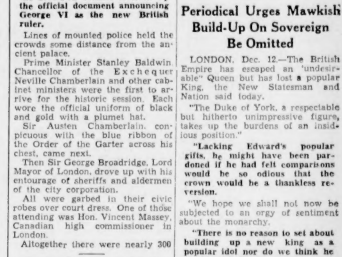 the official document announcing
George VI as the new British
ruler.
Lines of mounted police held the
crowds some distance from the an-
cient palace.
Prime Minister Stanley Baldwin
Chancellor of the Exchequer
Neville Chamberlain and other cab-
inet ministers were the first to ar-
rive for the historic session. Each
wore the official uniform of black
and gold with a plumet hat.
Sir Austen Chamberlain, con-
picuous with the blue ribbon of
the Order of the Garter across his
chest, came next.
Then Sir George Broadridge, Lord
Mayor of London, drove up with his
entourage of sheriffs and aldermen
of the city corporation.
All were garbed in their civic
robes over court dress. One of those
attending was Hon. Vincent Massey,
Canadian high commissioner in
London.
Altogether there were nearly 300
Periodical Urges Mawkish
Build-Up On Sovereign
Be Omitted
LONDON, Dec. 12.—The British
Empire has escaped an "undesir-
able" Queen but has lost a popular
King, the New Statesman and
Nation said today.
"The Duke of York, a respectable
but hitherto unimpressive figure,
takes up the burdens of an insid-
ious position."
"Lacking Edward's popular
gifts, he might have been par-
doned if he had felt comparisons
would be so odious that the
crown would be a thankless re-
version.
"We hope we shall not now be
subjected to an orgy of sentiment
about the monarchy.
"There is no reason to set about
building up a new king as a
popular idol nor do we think he